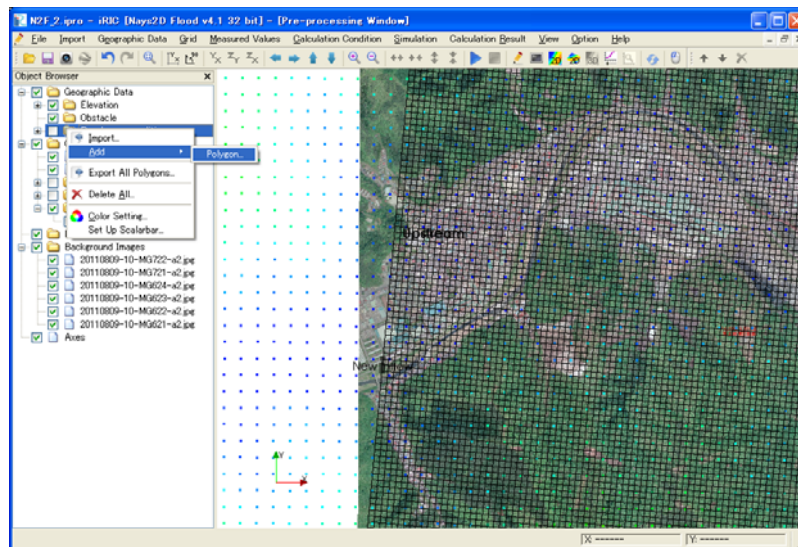 N2F_2.ipro - iRIC [Nays2D Flood v4.1 32 bit] - [Pre-processing Window]
File Import Geographic Data Grid Measured Values Calculation Condition Simulation Calculation Result View Option Help
Object Browser x
Geographic Data
Elevation
Obstacle
Import...
Add
Polygon...
Export All Polygons...
Delete All...
Color Setting...
Set Up Scalarbar...
Background Images
20110809-10-MG722-a2.jpg
20110809-10-MG721-a2.jpg
20110809-10-MG624-a2.jpg
20110809-10-MG623-a2.jpg
20110809-10-MG622-a2.jpg
20110809-10-MG621-a2.jpg
Axes
Upstream
New Inflow
Y
X
X: ------
Y: ------